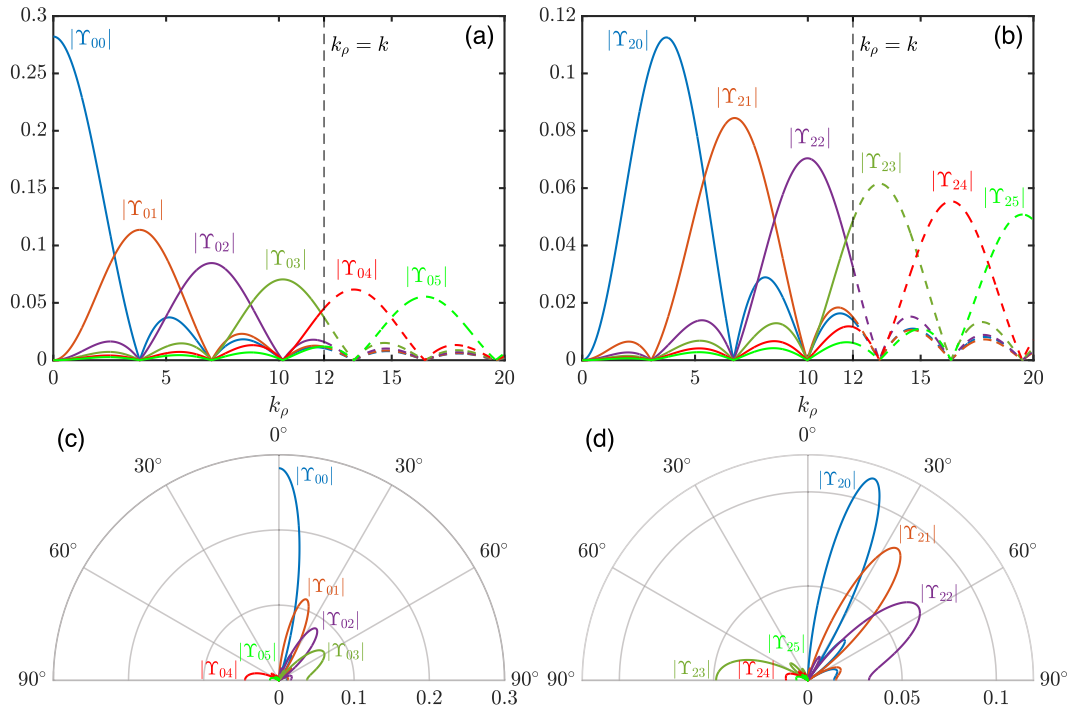 0.3
0.25
0.2
0.15
0.1
0.05
0
|Υ00|
|Υ01|
|Υ02|
|Υ03|
|Υ04|
|Υ05|
kρ = k
(a)
0 5 10 12 15 20
kρ
0.12
0.1
0.08
0.06
0.04
0.02
0
|Υ20|
|Υ21|
|Υ22|
|Υ23|
|Υ24|
|Υ25|
kρ = k
(b)
0 5 10 12 15 20
kρ
(c)
0°
30° 30°
60° 60°
90° 90°
|Υ00|
|Υ01|
|Υ02|
|Υ03|
|Υ05|
|Υ04|
0 0.1 0.2 0.3
(d)
0°
30° 30°
60° 60°
90° 90°
|Υ20|
|Υ21|
|Υ22|
|Υ25|
|Υ23|
|Υ24|
0 0.05 0.1